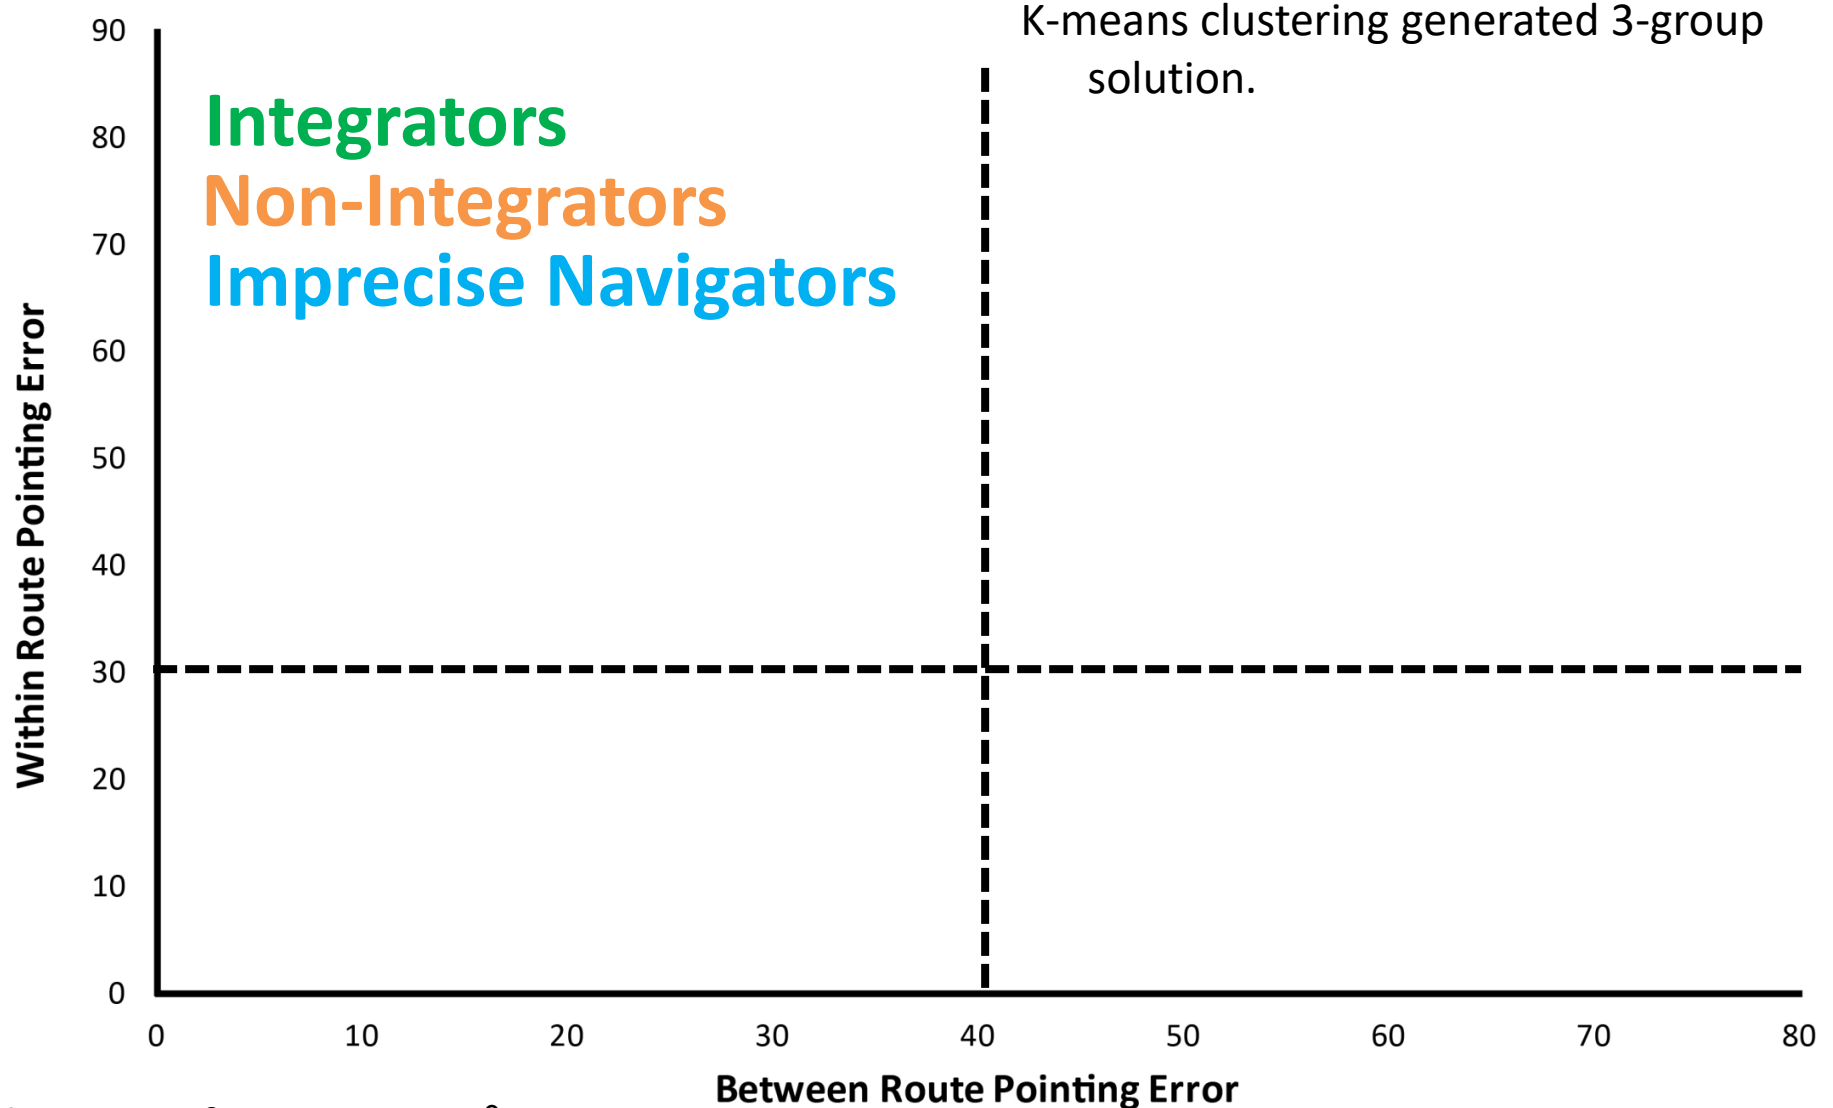 K-means clustering generated 3-group
solution.
Integrators
Non-Integrators
Imprecise Navigators
Within Route Pointing Error
90
80
70
60
50
40
30
20
10
0
0 10 20 30 40 50 60 70 80
Between Route Pointing Error